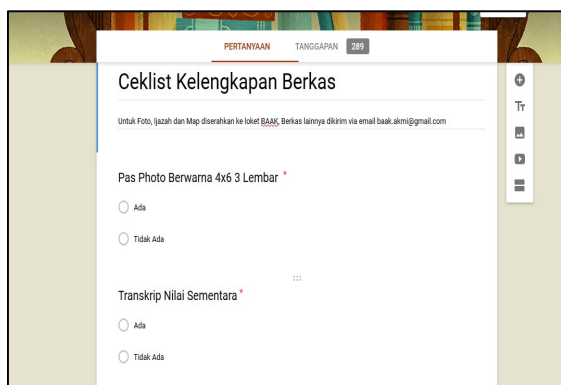 PERTANYAAN TANGGAPAN 289
Ceklist Kelengkapan Berkas
Untuk Foto, Ijazah dan Map diserahkan ke loket BAAK, Berkas lainnya dikirim via email baak.akmi@gmail.com
Pas Photo Berwarna 4x6 3 Lembar *
Ada
Tidak Ada
Transkrip Nilai Sementara *
Ada
Tidak Ada